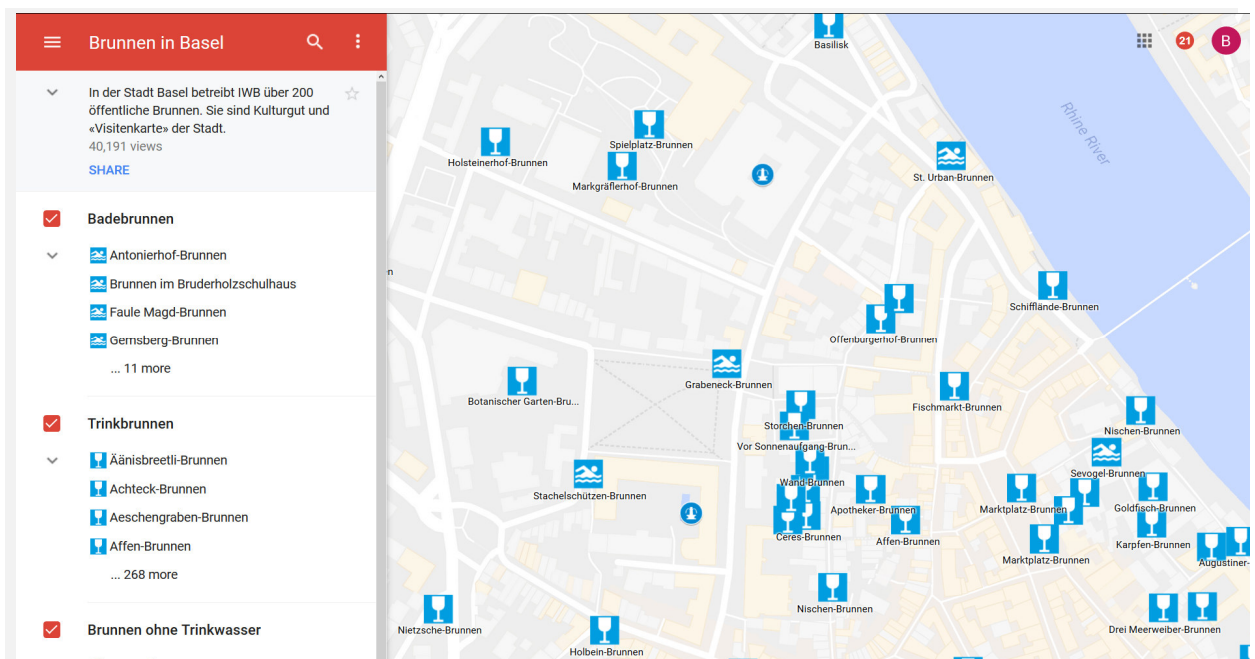 Brunnen in Basel
In der Stadt Basel betreibt IWB über 200
öffentliche Brunnen. Sie sind Kulturgut und
«Visitenkarte» der Stadt.
40,191 views
SHARE
Badebrunnen
Antonierhof-Brunnen
Brunnen im Bruderholzschulhaus
Faule Magd-Brunnen
Gemsberg-Brunnen
... 11 more
Trinkbrunnen
Äänisbreetli-Brunnen
Achteck-Brunnen
Aeschengraben-Brunnen
Affen-Brunnen
... 268 more
Brunnen ohne Trinkwasser
Basilisk
21
B
Rhine River
Spielplatz-Brunnen
Holsteinerhof-Brunnen
Markgräflerhof-Brunnen
St. Urban-Brunnen
n
Schifflände-Brunnen
Offenburgerhof-Brunnen
Grabeneck-Brunnen
Botanischer Garten-Bru...
Fischmarkt-Brunnen
Storchen-Brunnen
Nischen-Brunnen
Vor Sonnenaufgang-Brun...
Sevogel-Brunnen
Wand-Brunnen
Stachelschützen-Brunnen
Apotheker-Brunnen
Marktplatz-Brunnen
Goldfisch-Brunnen
Ceres-Brunnen
Affen-Brunnen
Karpfen-Brunnen
Marktplatz-Brunnen
Augustiner-
Nischen-Brunnen
Nietzsche-Brunnen
Drei Meerweiber-Brunnen
Holbein-Brunnen